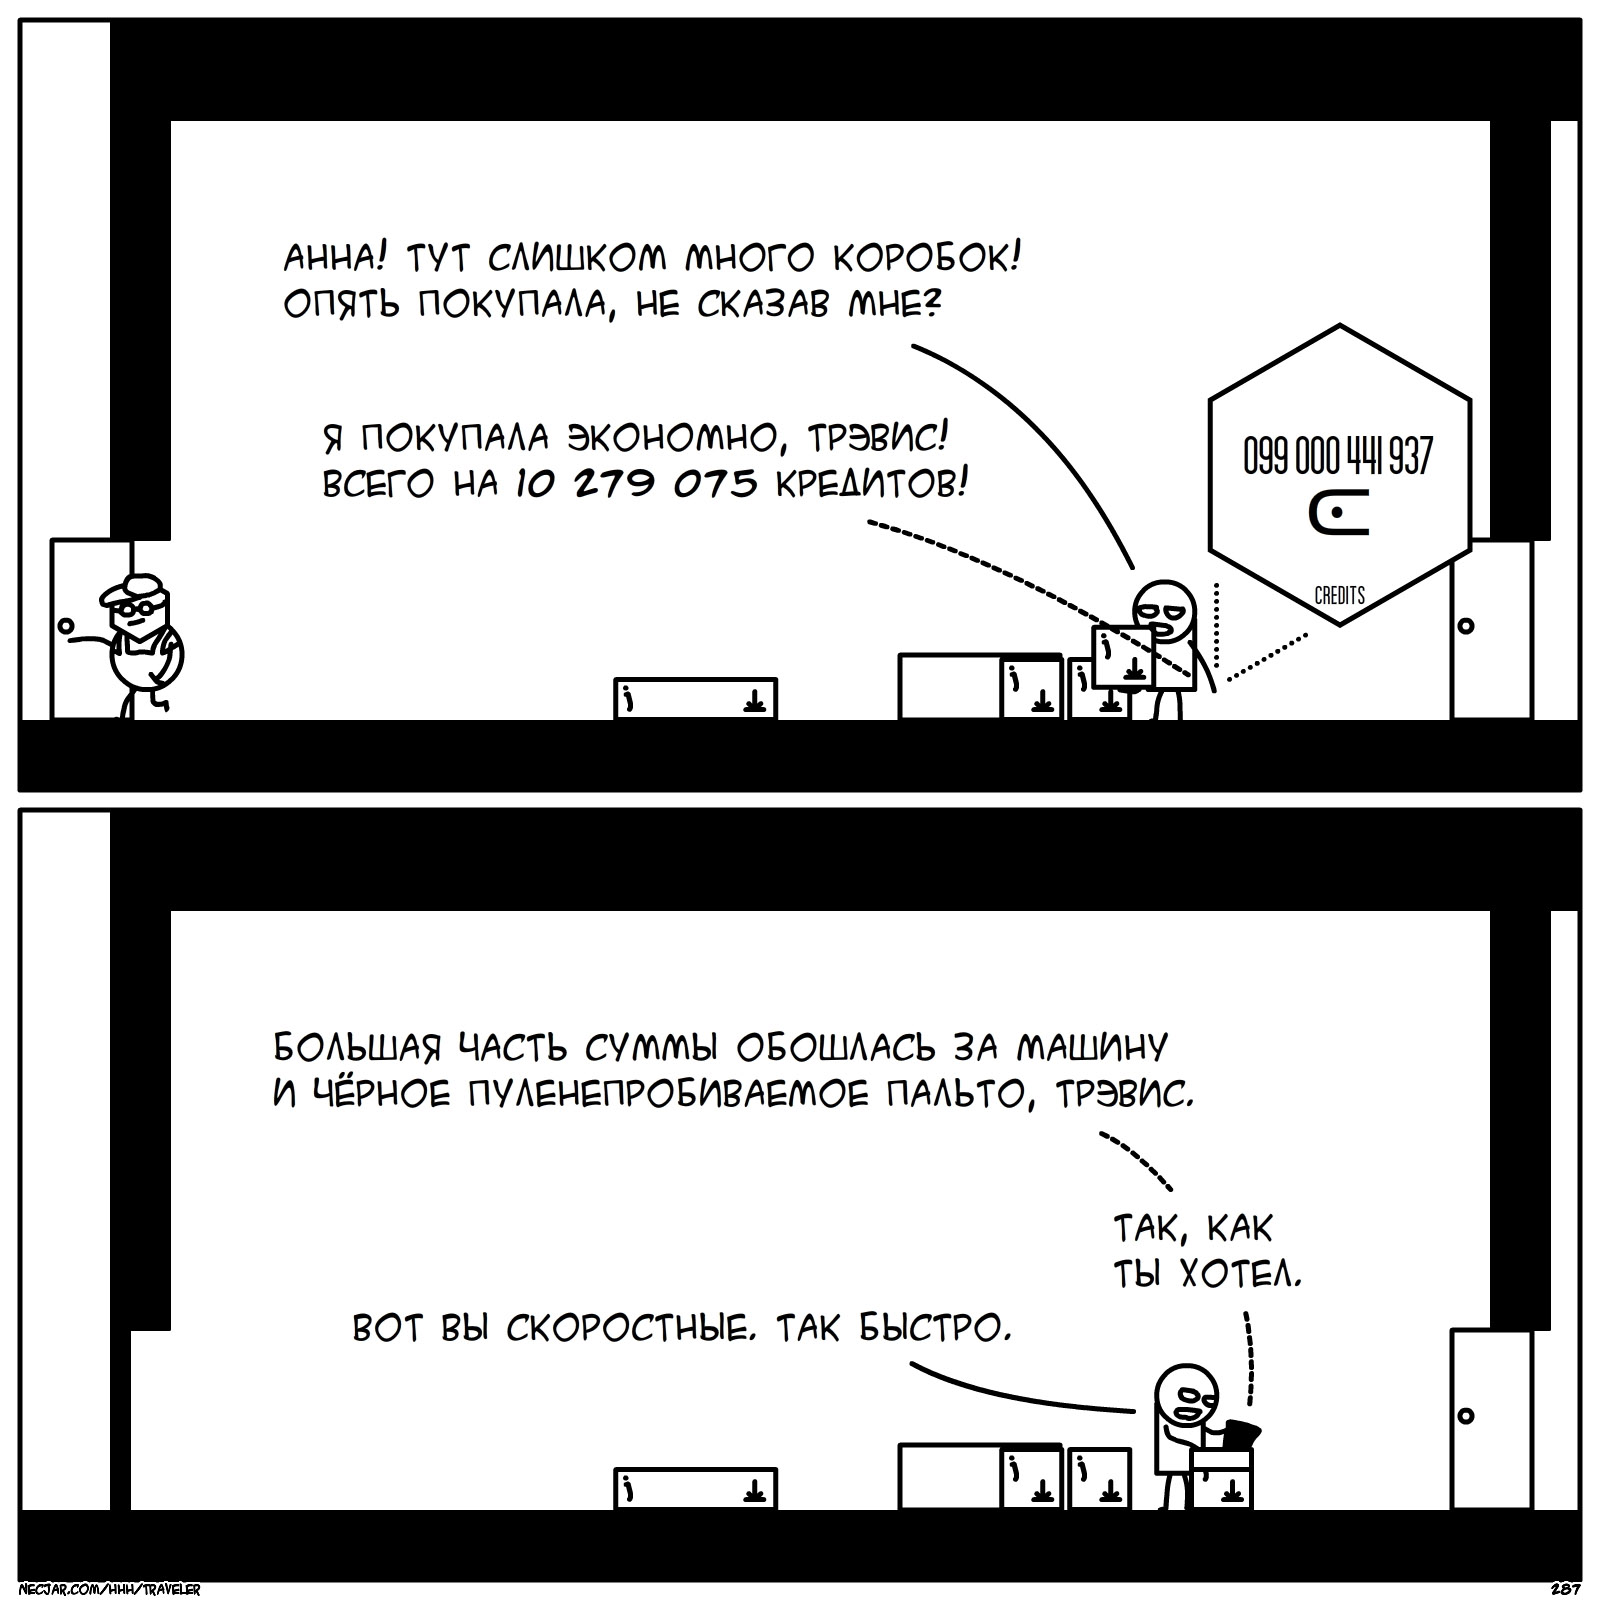 АННА! ТУТ СЛИШКОМ МНОГО КОРОБОК!
ОПЯТЬ ПОКУПАЛА, НЕ СКАЗАВ МНЕ?
Я ПОКУПАЛА ЭКОНОМНО, ТРЭВИС!
ВСЕГО НА 10 279 075 КРЕДИТОВ!
099 000 441 937
CREDITS
БОЛЬШАЯ ЧАСТЬ СУММЫ ОБОШЛАСЬ ЗА МАШИНУ
И ЧЁРНОЕ ПУЛЕНЕПРОБИВАЕМОЕ ПАЛЬТО, ТРЭВИС.
ТАК, КАК
ТЫ ХОТЕЛ.
ВОТ ВЫ СКОРОСТНЫЕ. ТАК БЫСТРО.
NECJAR.COM/HHH/TRAVELER
287